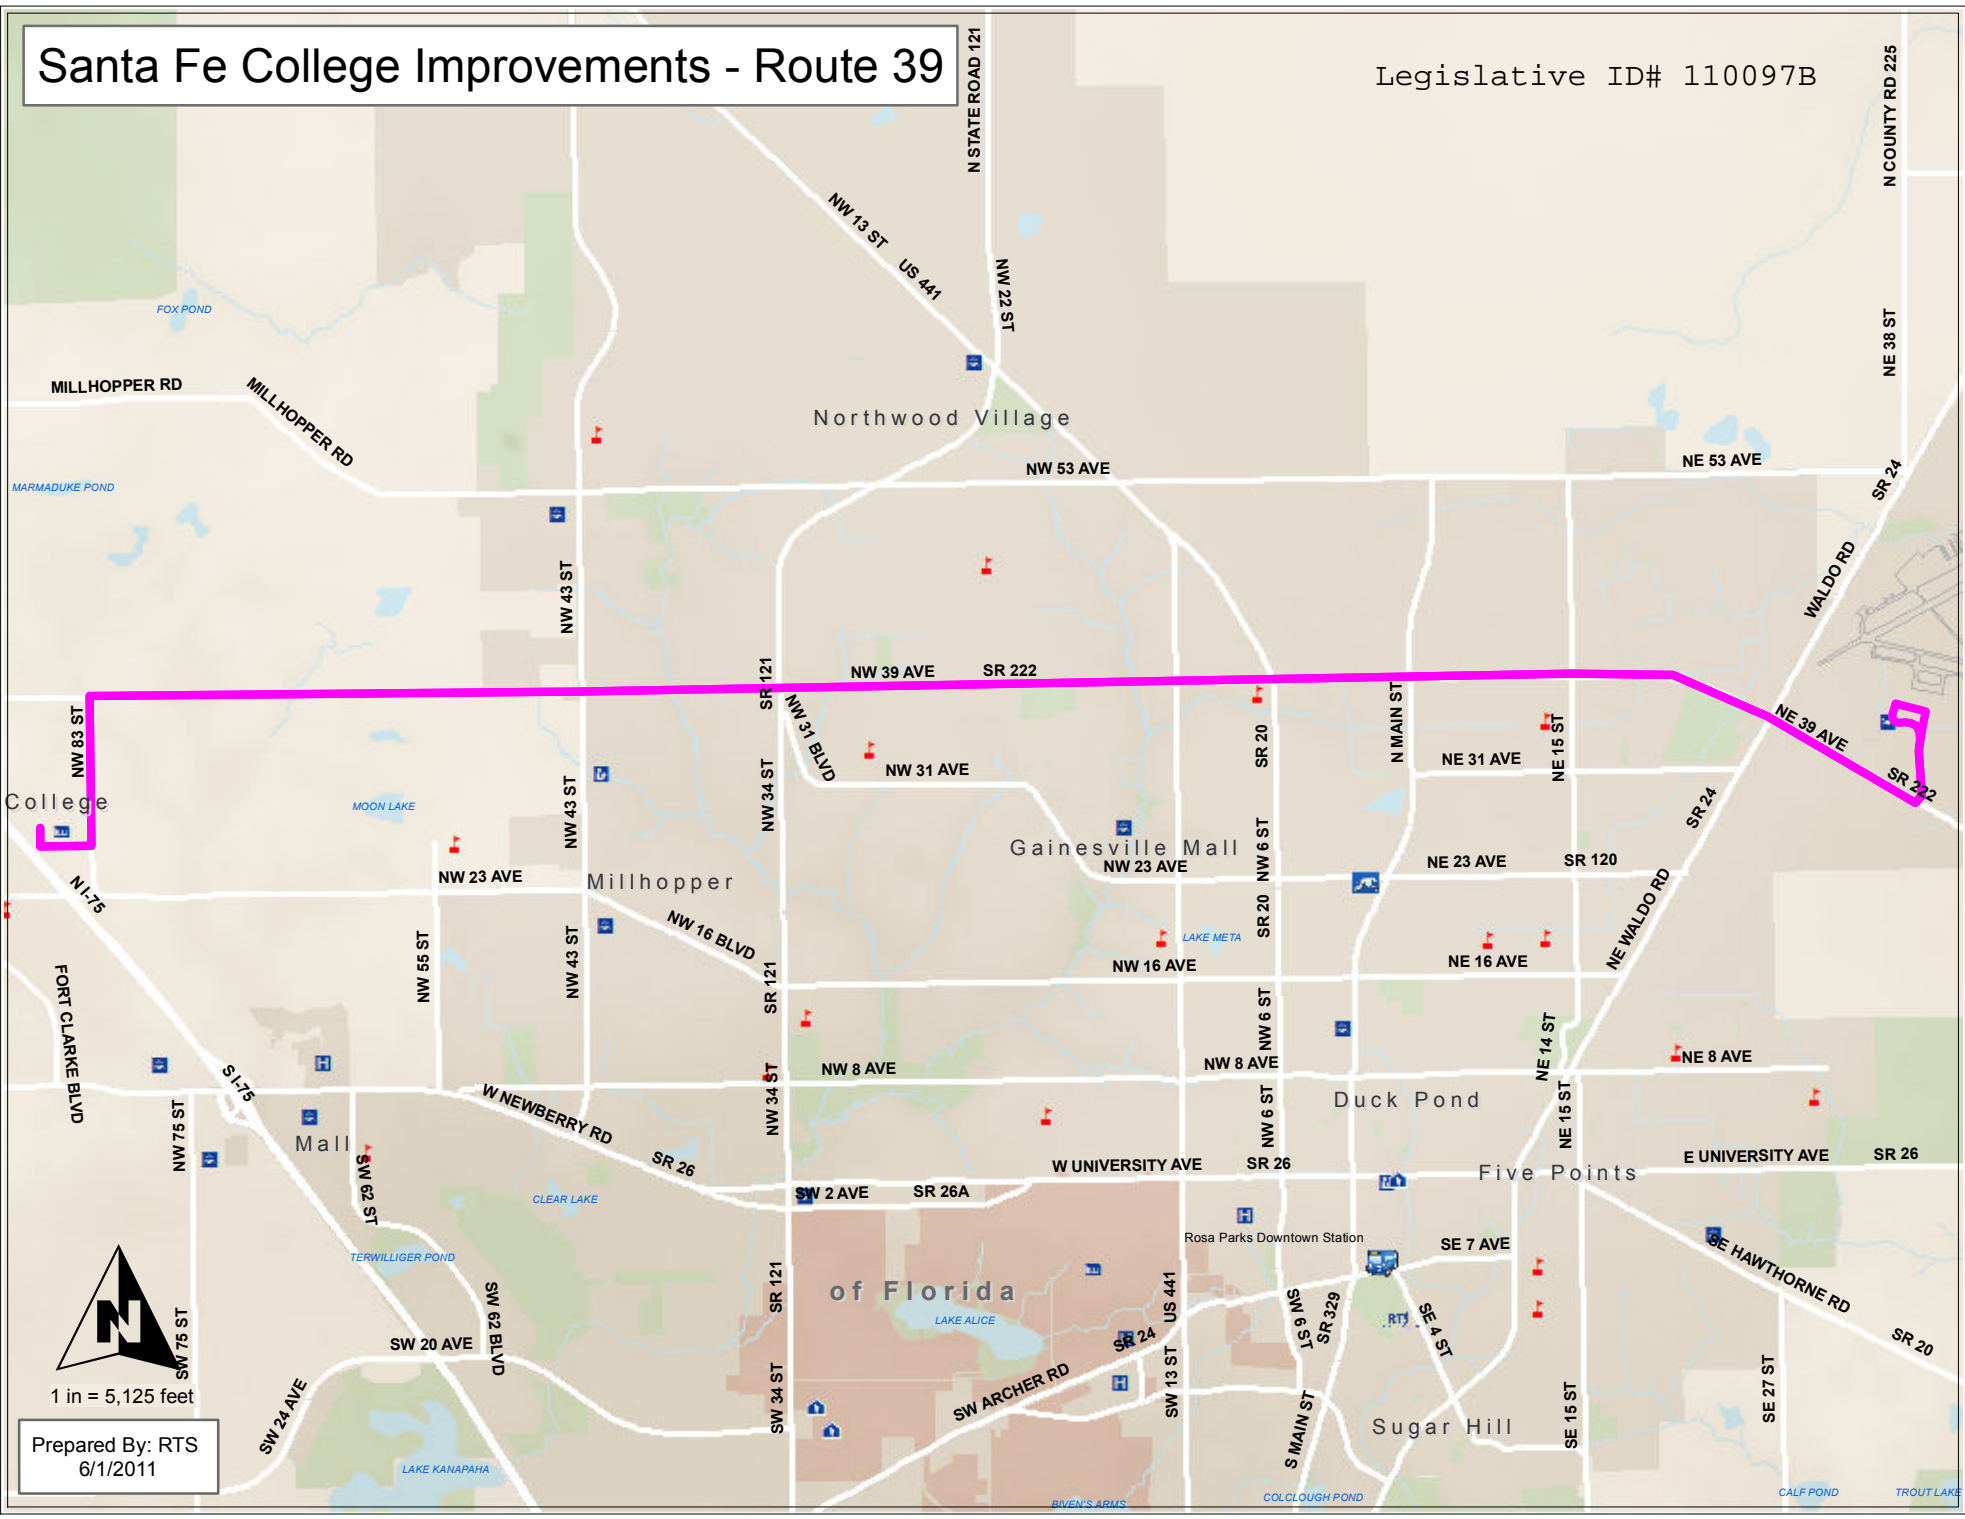 Santa Fe College Improvements - Route 39
Legislative ID# 110097B
N STATE ROAD 121
N COUNTY RD 225
NW 13 ST
US 441
NW 22 ST
FOX POND
NE 38 ST
MILLHOPPER RD
MILLHOPPER RD
Northwood Village
NW 53 AVE
NE 53 AVE
SR 24
MARMADUKE POND
NW 43 ST
WALDO RD
SR 121
NW 39 AVE
SR 222
NW 83 ST
NW 31 BLVD
N MAIN ST
SR 20
NE 15 ST
NE 39 AVE
NE 31 AVE
NW 31 AVE
SR 222
College
MOON LAKE
NW 43 ST
NW 34 ST
SR 24
Gainesville Mall
NW 6 ST
NW 23 AVE
NE 23 AVE
SR 120
NW 23 AVE
Millhopper
N I-75
SR 20
NE WALDO RD
NW 16 BLVD
LAKE META
NW 55 ST
NW 43 ST
SR 121
NW 16 AVE
NE 16 AVE
FORT CLARKE BLVD
NW 6 ST
NE 14 ST
NW 8 AVE
NW 8 AVE
NE 8 AVE
S I-75
W NEWBERRY RD
NW 34 ST
NW 6 ST
Duck Pond
NE 15 ST
NW 75 ST
Mall
SW 62 ST
SR 26
W UNIVERSITY AVE
SR 26
Five Points
E UNIVERSITY AVE
SR 26
CLEAR LAKE
SW 2 AVE
SR 26A
Rosa Parks Downtown Station
SE 7 AVE
SE HAWTHORNE RD
TERWILLIGER POND
SR 121
of Florida
LAKE ALICE
US 441
SW 6 ST
SR 329
RTS
SE 4 ST
SR 20
N
SW 75 ST
SW 20 AVE
SW 62 BLVD
SR 24
SW ARCHER RD
SW 13 ST
SW 34 ST
1 in = 5,125 feet
SW 24 AVE
S MAIN ST
Sugar Hill
SE 15 ST
SE 27 ST
Prepared By: RTS
6/1/2011
LAKE KANAPAHA
BIVEN'S ARMS
COLCLOUGH POND
CALF POND
TROUT LAKE